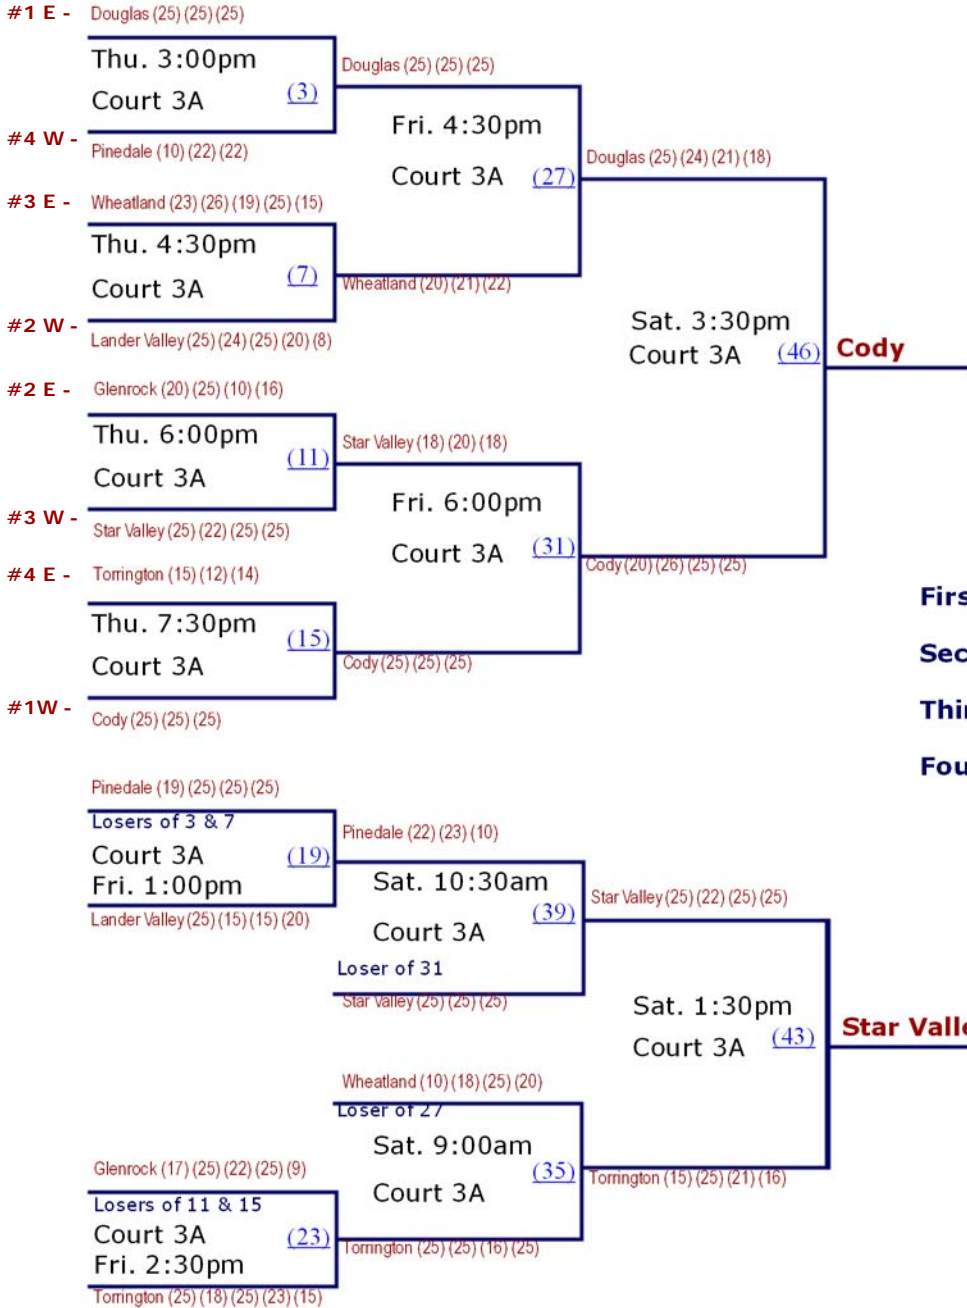 #1 E - Douglas (25) (25) (25)
Thu. 3:00pm
Court 3A (3)
#4 W - Pinedale (10) (22) (22)
Douglas (25) (25) (25)
Fri. 4:30pm
Court 3A (27)
#3 E - Wheatland (23) (26) (19) (25) (15)
Thu. 4:30pm
Court 3A (7)
#2 W - Lander Valley (25) (24) (25) (20) (8)
Wheatland (20) (21) (22)
Douglas (25) (24) (21) (18)
Sat. 3:30pm
Court 3A (46)
Cody
#2 E - Glenrock (20) (25) (10) (16)
Thu. 6:00pm
Court 3A (11)
#3 W - Star Valley (25) (22) (25) (25)
Star Valley (18) (20) (18)
Fri. 6:00pm
Court 3A (31)
Cody (20) (26) (25) (25)
#4 E - Torrington (15) (12) (14)
Thu. 7:30pm
Court 3A (15)
#1W - Cody (25) (25) (25)
Cody (25) (25) (25)
Firs
Sec
Thi
Fou
Pinedale (19) (25) (25) (25)
Losers of 3 & 7
Court 3A (19)
Fri. 1:00pm
Lander Valley (25) (15) (15) (20)
Pinedale (22) (23) (10)
Sat. 10:30am
Court 3A (39)
Loser of 31
Star Valley (25) (25) (25)
Star Valley (25) (22) (25) (25)
Sat. 1:30pm
Court 3A (43)
Star Valle
Wheatland (10) (18) (25) (20)
Loser of 27
Sat. 9:00am
Court 3A (35)
Torrington (15) (25) (21) (16)
Glenrock (17) (25) (22) (25) (9)
Losers of 11 & 15
Court 3A (23)
Fri. 2:30pm
Torrington (25) (18) (25) (23) (15)
Torrington (25) (25) (16) (25)